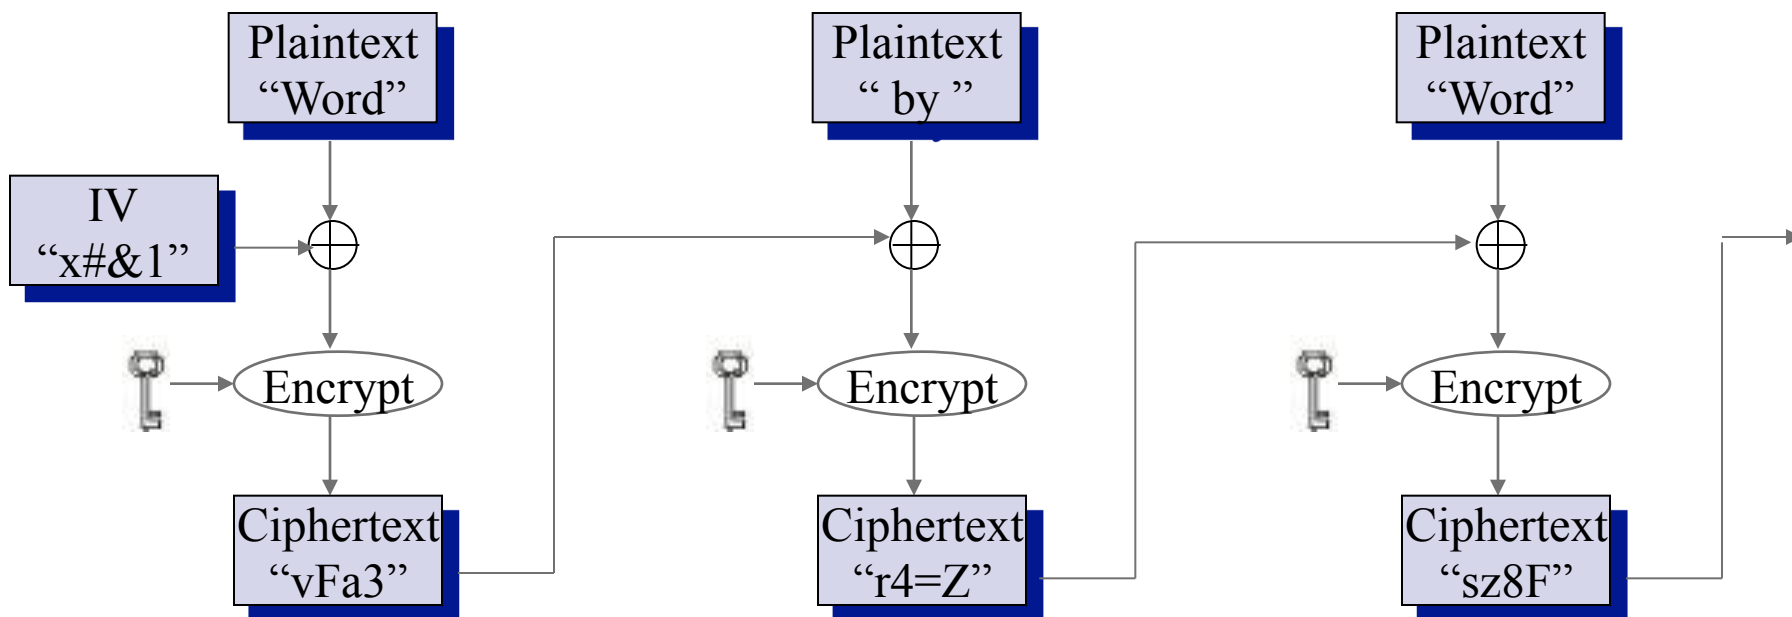 Plaintext
“Word”
Plaintext
“ by ”
Plaintext
“Word”
IV
“x#&1”
Encrypt
Encrypt
Encrypt
Ciphertext
“vFa3”
Ciphertext
“r4=Z”
Ciphertext
“sz8F”